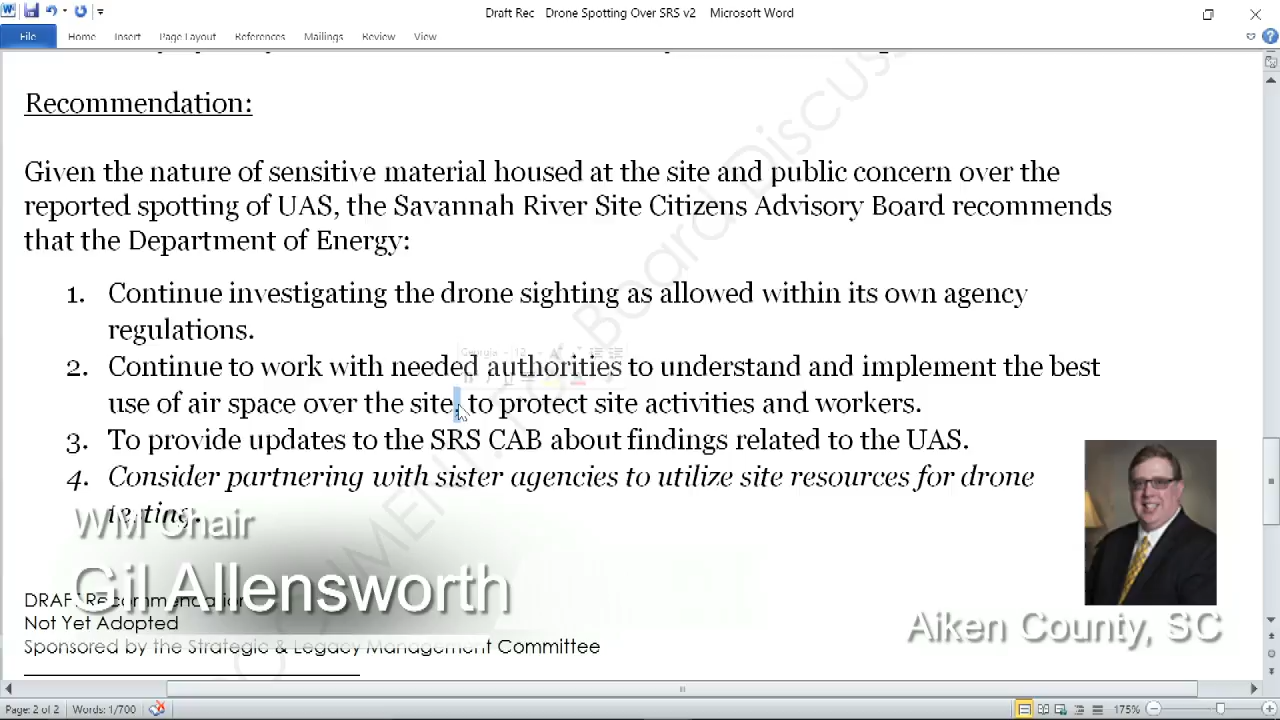 Draft Rec   Drone Spotting Over SRS v2    Microsoft Word
File Home Insert Page Layout References Mailings Review View
Recommendation:
Given the nature of sensitive material housed at the site and public concern over the
reported spotting of UAS, the Savannah River Site Citizens Advisory Board recommends
that the Department of Energy:
1. Continue investigating the drone sighting as allowed within its own agency
regulations.
2. Continue to work with needed authorities to understand and implement the best
use of air space over the site, to protect site activities and workers.
3. To provide updates to the SRS CAB about findings related to the UAS.
4. Consider partnering with sister agencies to utilize site resources for drone
testing.
WM Chair
Gil Allensworth
Aiken County, SC
DRAFT Recommendation
Not Yet Adopted
Sponsored by the Strategic & Legacy Management Committee
Page: 2 of 2 Words: 1/700 175%